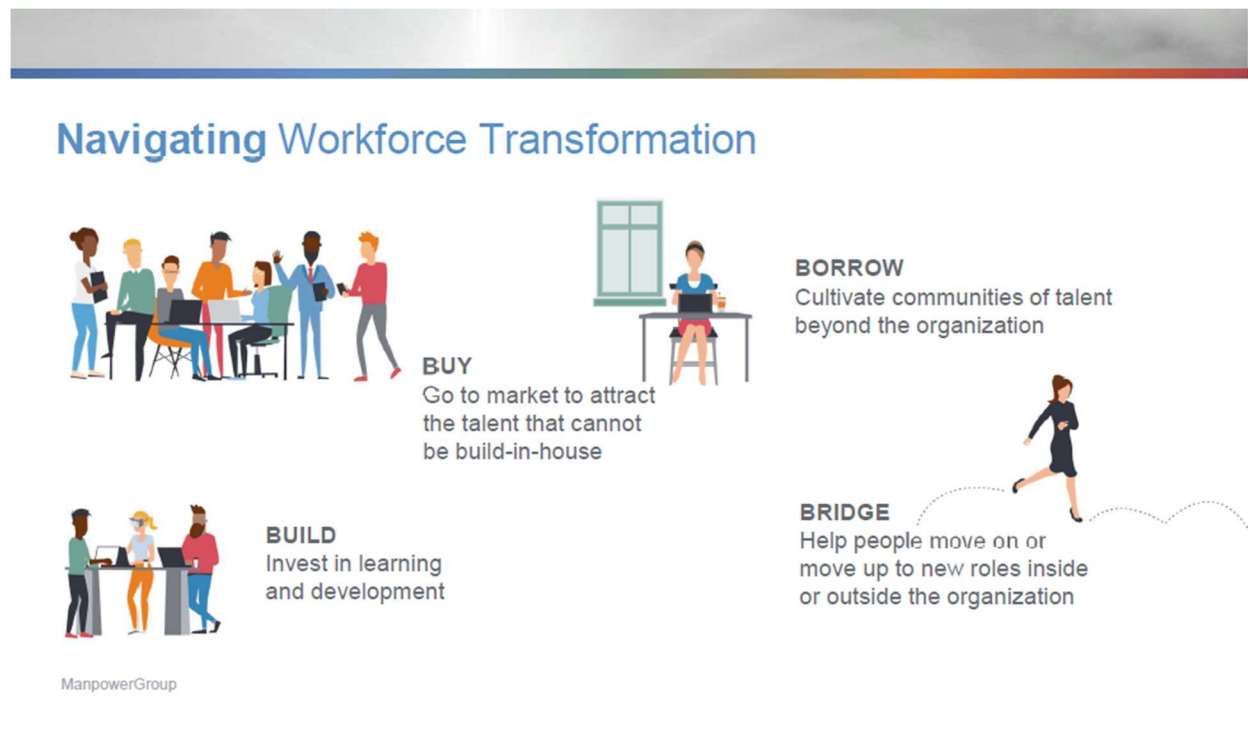 Navigating Workforce Transformation
BUY
Go to market to attract
the talent that cannot
be build-in-house
BORROW
Cultivate communities of talent
beyond the organization
BUILD
Invest in learning
and development
BRIDGE
Help people move on or
move up to new roles inside
or outside the organization
ManpowerGroup